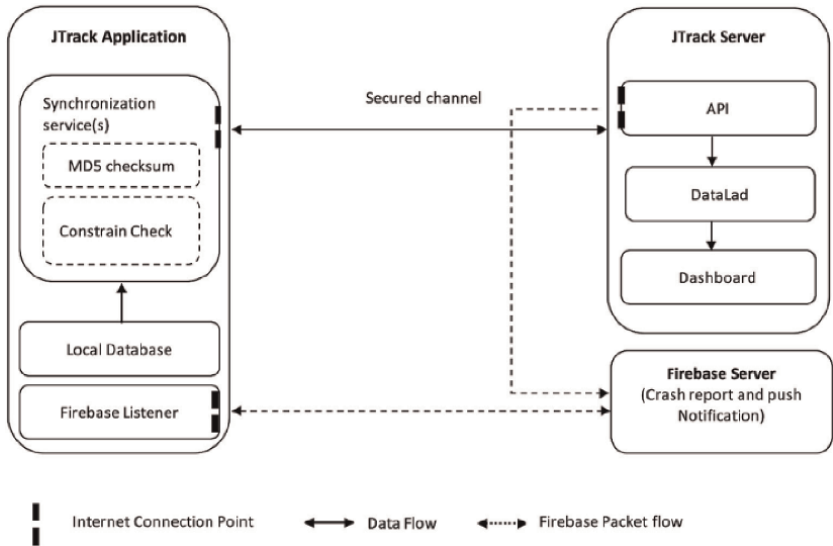 JTrack Application
Synchronization
service(s)
MD5 checksum
Constrain Check
Local Database
Firebase Listener
Secured channel
JTrack Server
API
DataLad
Dashboard
Firebase Server
(Crash report and push
Notification)
Internet Connection Point
Data Flow
Firebase Packet flow